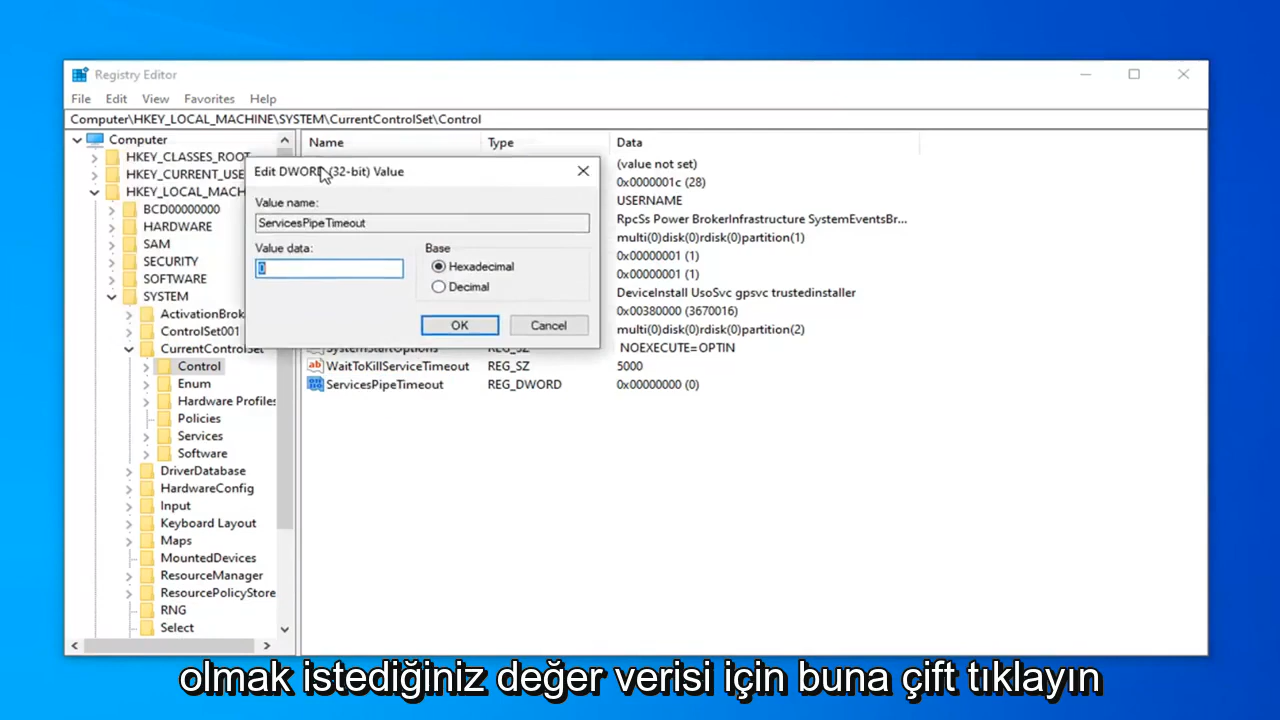 Registry Editor
File Edit View Favorites Help
Computer\HKEY_LOCAL_MACHINE\SYSTEM\CurrentControlSet\Control
Computer
HKEY_CLASSES_ROOT
HKEY_CURRENT_USE
HKEY_LOCAL_MACH
BCD00000000
HARDWARE
SAM
SECURITY
SOFTWARE
SYSTEM
ActivationBrok
ControlSet001
CurrentControlSet
Control
Enum
Hardware Profiles
Policies
Services
Software
DriverDatabase
HardwareConfig
Input
Keyboard Layout
Maps
MountedDevices
ResourceManager
ResourcePolicyStore
RNG
Select
Name Type Data
(value not set)
0x0000001c (28)
USERNAME
RpcSs Power BrokerInfrastructure SystemEventsBr...
multi(0)disk(0)rdisk(0)partition(1)
0x00000001 (1)
0x00000001 (1)
DeviceInstall UsoSvc gpsvc trustedinstaller
0x00380000 (3670016)
multi(0)disk(0)rdisk(0)partition(2)
SystemStartOptions REG_SZ NOEXECUTE=OPTIN
WaitToKillServiceTimeout REG_SZ 5000
ServicesPipeTimeout REG_DWORD 0x00000000 (0)
Edit DWORD (32-bit) Value
Value name:
ServicesPipeTimeout
Value data:
0
Base
Hexadecimal
Decimal
OK Cancel
olmak istediğiniz değer verisi için buna çift tıklayın